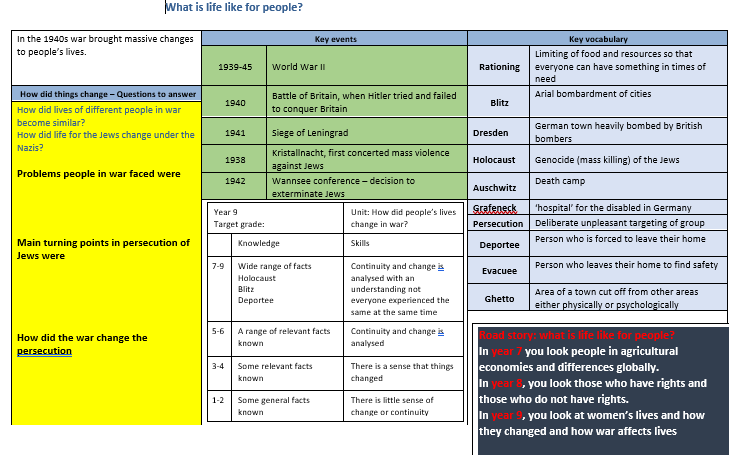 What is life like for people?
In the 1940s war brought massive changes
to people's lives.
How did things change – Questions to answer
How did lives of different people in war
become similar?
How did life for the Jews change under the
Nazis?
Problems people in war faced were
Main turning points in persecution of
Jews were
How did the war change the
persecution
Key events
1939-45
World War II
1940
Battle of Britain, when Hitler tried and failed
to conquer Britain
1941
Siege of Leningrad
1938
Kristallnacht, first concerted mass violence
against Jews
1942
Wannsee conference – decision to
exterminate Jews
Year 9
Target grade:
Unit: How did people's lives
change in war?
Knowledge
Skills
7-9
Wide range of facts
Holocaust
Blitz
Deportee
Continuity and change is
analysed with an
understanding not
everyone experienced the
same at the same time
5-6
A range of relevant facts
known
Continuity and change is
analysed
3-4
Some relevant facts
known
There is a sense that things
changed
1-2
Some general facts
known
There is little sense of
change or continuity
Key vocabulary
Rationing
Limiting of food and resources so that
everyone can have something in times of
need
Blitz
Arial bombardment of cities
Dresden
German town heavily bombed by British
bombers
Holocaust
Genocide (mass killing) of the Jews
Auschwitz
Death camp
Grafeneck
'hospital' for the disabled in Germany
Persecution
Deliberate unpleasant targeting of group
Deportee
Person who is forced to leave their home
Evacuee
Person who leaves their home to find safety
Ghetto
Area of a town cut off from other areas
either physically or psychologically
Road story: what is life like for people?
In year 7 you look people in agricultural
economies and differences globally.
In year 8, you look those who have rights and
those who do not have rights.
In year 9, you look at women's lives and how
they changed and how war affects lives